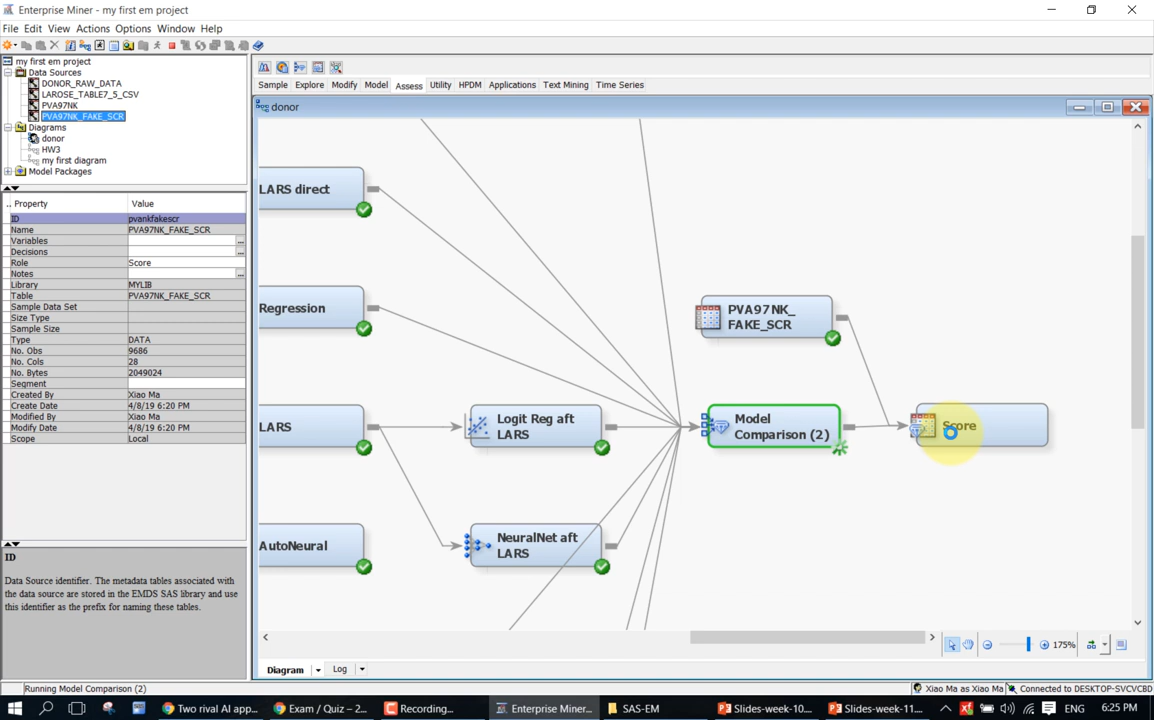 Enterprise Miner - my first em project
File Edit View Actions Options Window Help
my first em project
Data Sources
DONOR_RAW_DATA
LAROSE_TABLE7_5_CSV
PVA97NK
PVA97NK_FAKE_SCR
Diagrams
donor
HW3
my first diagram
Model Packages
.. Property Value
ID pvankfakescr
Name PVA97NK_FAKE_SCR
Variables ...
Decisions ...
Role Score
Notes ...
Library MYLIB
Table PVA97NK_FAKE_SCR
Sample Data Set
Size Type
Sample Size
Type DATA
No. Obs 9686
No. Cols 28
No. Bytes 2049024
Segment
Created By Xiao Ma
Create Date 4/8/19 6:20 PM
Modified By Xiao Ma
Modify Date 4/8/19 6:20 PM
Scope Local
ID
Data Source identifier. The metadata tables associated with
the data source are stored in the EMDS SAS library and use
this identifier as the prefix for naming these tables.
Sample Explore Modify Model Assess Utility HPDM Applications Text Mining Time Series
donor
LARS direct
Regression
PVA97NK_
FAKE_SCR
LARS
Logit Reg aft
LARS
Model
Comparison (2)
Score
AutoNeural
NeuralNet aft
LARS
175%
Diagram Log
Running Model Comparison (2)
Xiao Ma as Xiao Ma Connected to DESKTOP-SVCVCBD
Two rival AI app... Exam / Quiz – 2... Recording... Enterprise Miner... SAS-EM Slides-week-10... Slides-week-11... ENG 6:25 PM